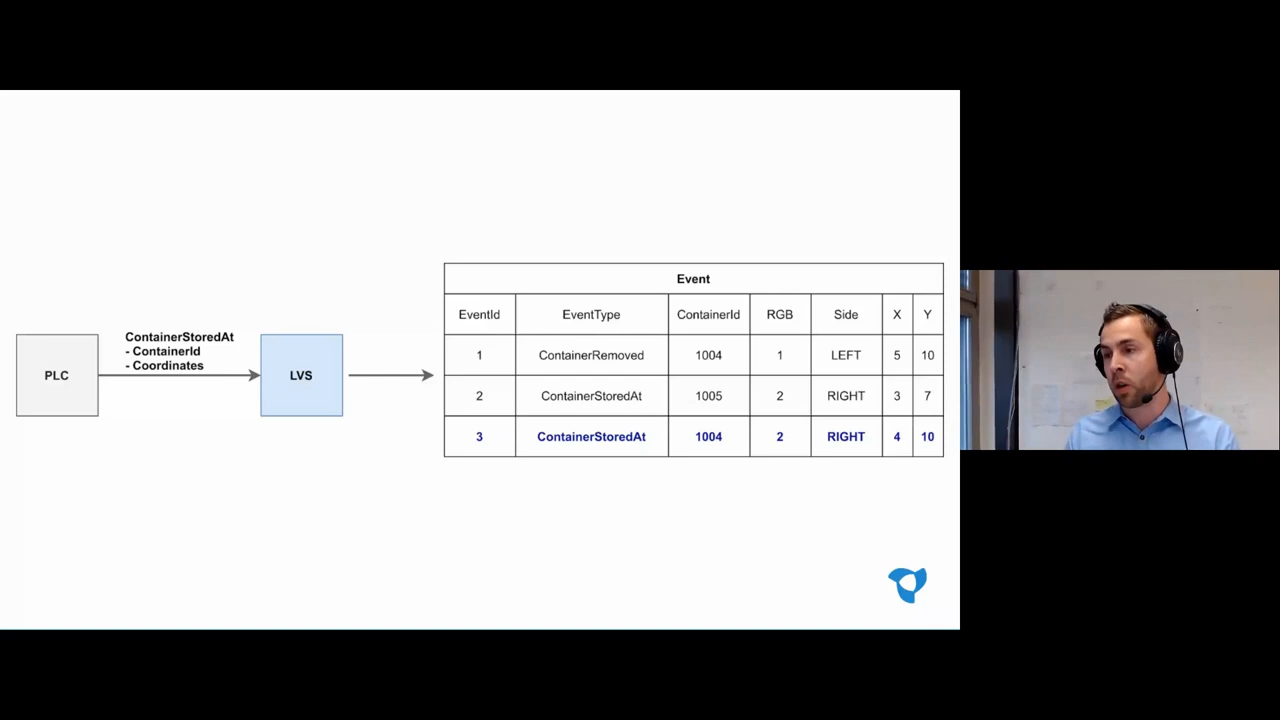 PLC
ContainerStoredAt
- ContainerId
- Coordinates
LVS
Event
EventId EventType ContainerId RGB Side X Y
1 ContainerRemoved 1004 1 LEFT 5 10
2 ContainerStoredAt 1005 2 RIGHT 3 7
3 ContainerStoredAt 1004 2 RIGHT 4 10